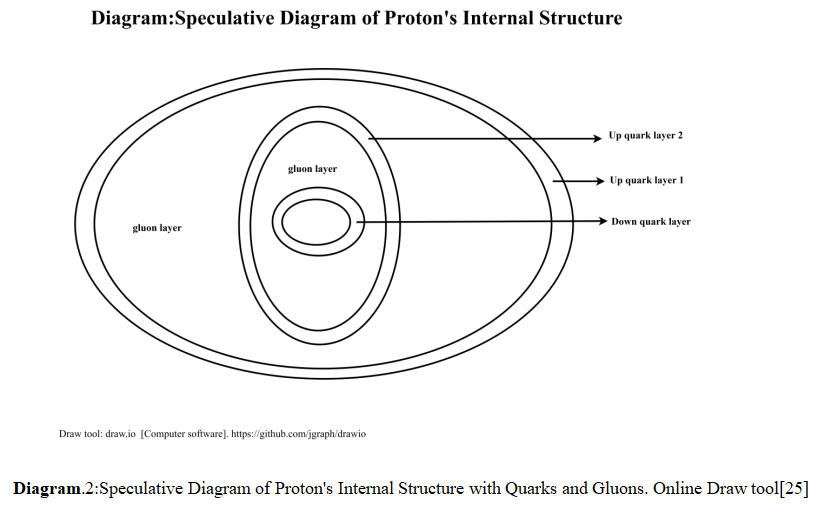 Diagram:Speculative Diagram of Proton's Internal Structure
Up quark layer 2
gluon layer
Up quark layer 1
Down quark layer
gluon layer
Draw tool: draw.io [Computer software]. https://github.com/jgraph/drawio
Diagram.2:Speculative Diagram of Proton's Internal Structure with Quarks and Gluons. Online Draw tool[25]